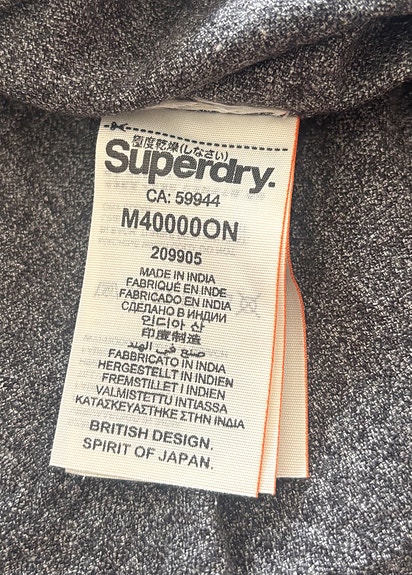 極度乾燥(しなさい)
Superdry.
CA: 59944
M40000ON
209905
MADE IN INDIA
FABRIQUÉ EN INDE
FABRICADO EN INDIA
СДЕЛАНО В ИНДИИ
인디아 산
印度制造
صنع في الهند
FABBRICATO IN INDIA
HERGESTELLT IN INDIEN
FREMSTILLET I INDIEN
VALMISTETTU INTIASSA
ΚΑΤΑΣΚΕΥΑΣΤΗΚΕ ΣΤΗΝ ΙΝΔΙΑ
BRITISH DESIGN.
SPIRIT OF JAPAN.